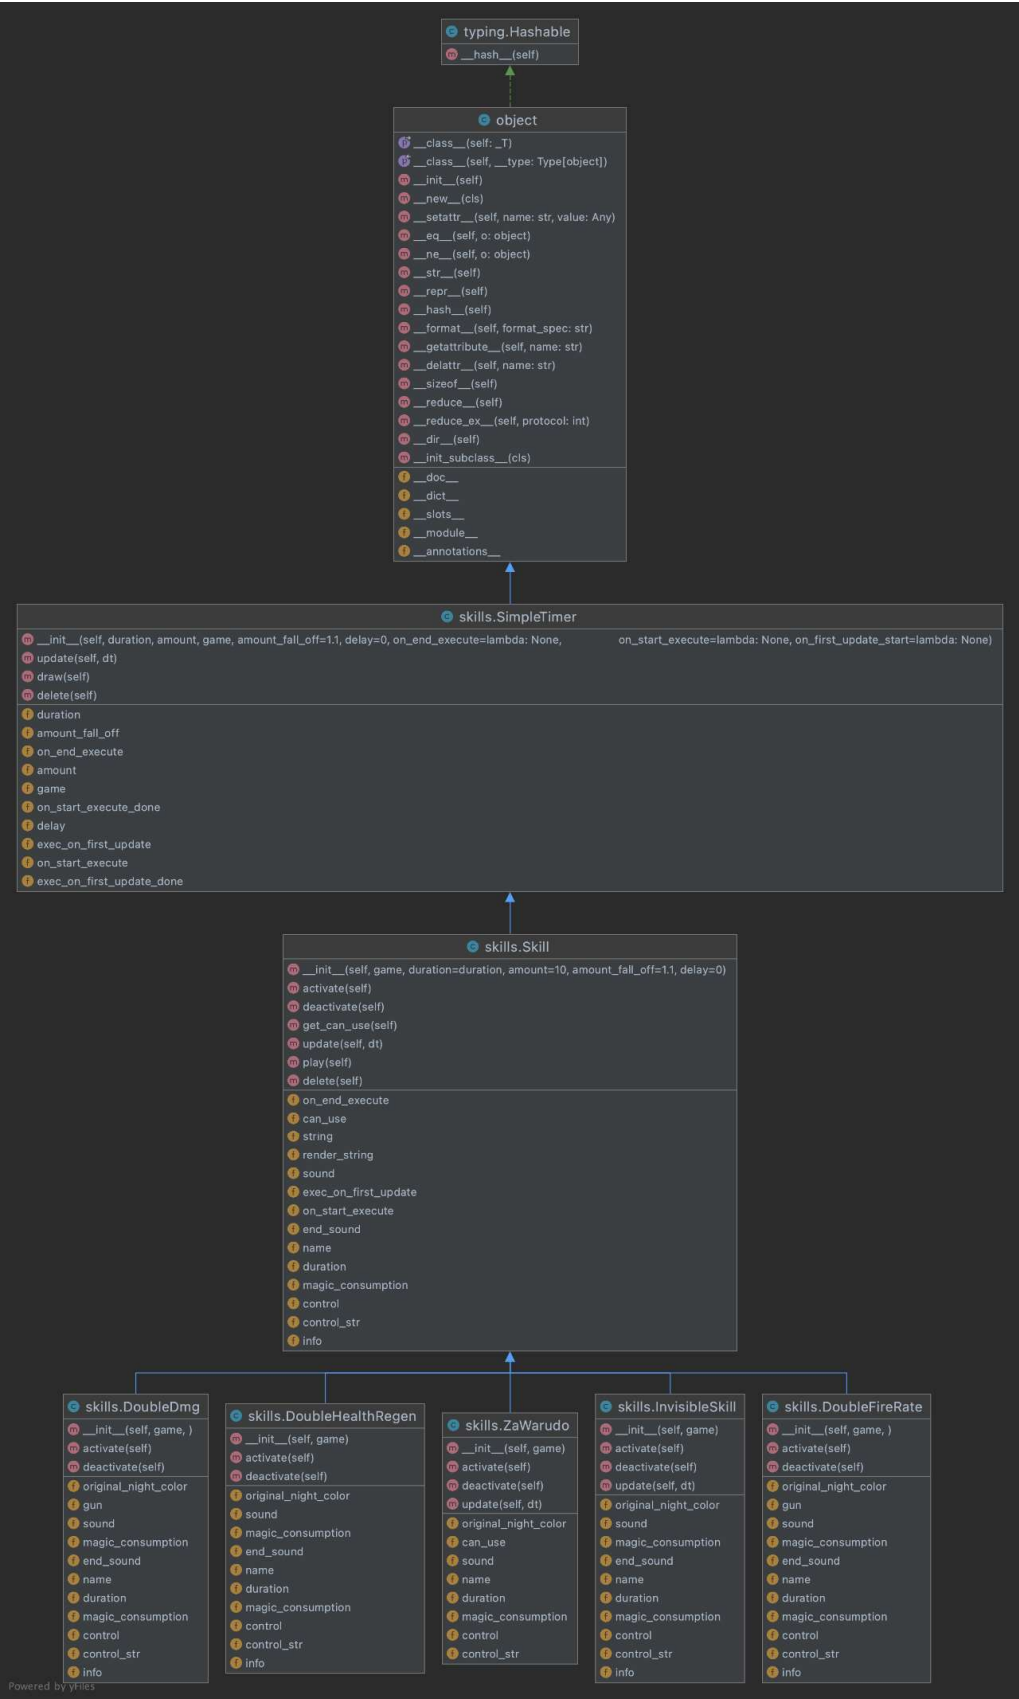 typing.Hashable
__hash__(self)
object
__class__(self: _T)
__class__(self, __type: Type[object])
__init__(self)
__new__(cls)
__setattr__(self, name: str, value: Any)
__eq__(self, o: object)
__ne__(self, o: object)
__str__(self)
__repr__(self)
__hash__(self)
__format__(self, format_spec: str)
__getattribute__(self, name: str)
__delattr__(self, name: str)
__sizeof__(self)
__reduce__(self)
__reduce_ex__(self, protocol: int)
__dir__(self)
__init_subclass__(cls)
__doc__
__dict__
__slots__
__module__
__annotations__
skills.SimpleTimer
__init__(self, duration, amount, game, amount_fall_off=1.1, delay=0, on_end_execute=lambda: None, on_start_execute=lambda: None, on_first_update_start=lambda: None)
update(self, dt)
draw(self)
delete(self)
duration
amount_fall_off
on_end_execute
amount
game
on_start_execute_done
delay
exec_on_first_update
on_start_execute
exec_on_first_update_done
skills.Skill
__init__(self, game, duration=duration, amount=10, amount_fall_off=1.1, delay=0)
activate(self)
deactivate(self)
get_can_use(self)
update(self, dt)
play(self)
delete(self)
on_end_execute
can_use
string
render_string
sound
exec_on_first_update
on_start_execute
end_sound
name
duration
magic_consumption
control
control_str
info
skills.DoubleDmg
__init__(self, game, )
activate(self)
deactivate(self)
original_night_color
gun
sound
magic_consumption
end_sound
name
duration
magic_consumption
control
control_str
info
skills.DoubleHealthRegen
__init__(self, game)
activate(self)
deactivate(self)
original_night_color
sound
magic_consumption
end_sound
name
duration
magic_consumption
control
control_str
info
skills.ZaWarudo
__init__(self, game)
activate(self)
deactivate(self)
update(self, dt)
original_night_color
can_use
sound
name
duration
magic_consumption
control
control_str
skills.InvisibleSkill
__init__(self, game)
activate(self)
deactivate(self)
update(self, dt)
original_night_color
sound
magic_consumption
end_sound
name
duration
magic_consumption
control
control_str
info
skills.DoubleFireRate
__init__(self, game, )
activate(self)
deactivate(self)
original_night_color
gun
sound
magic_consumption
end_sound
name
duration
magic_consumption
control
control_str
info
Powered by yFiles